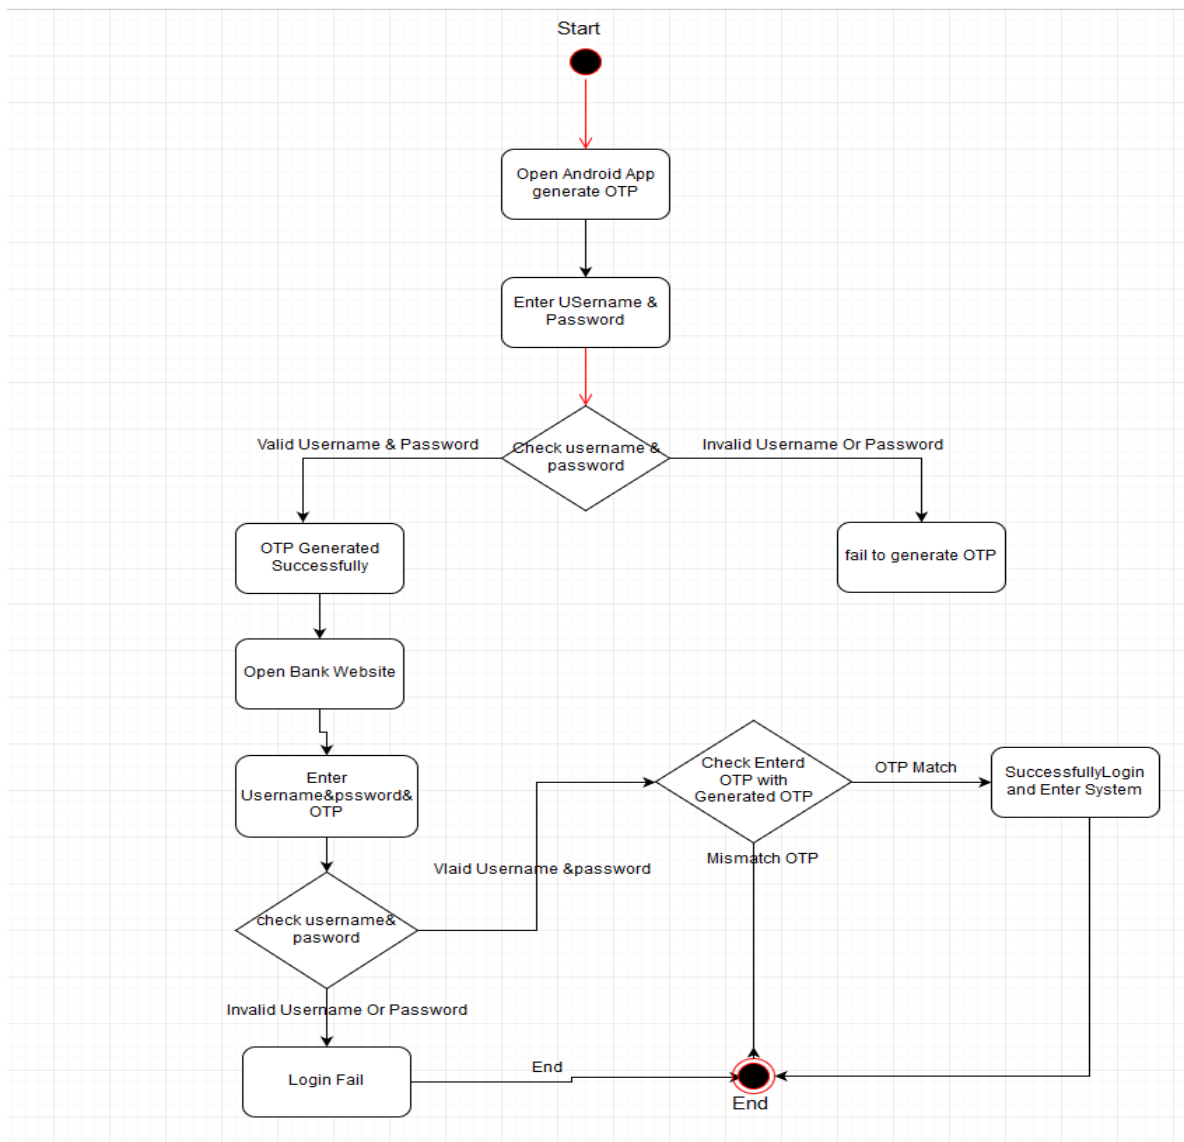 Start
Open Android App
generate OTP
Enter USername &
Password
Valid Username & Password
Check username &
password
Invalid Username Or Password
OTP Generated
Successfully
fail to generate OTP
Open Bank Website
Enter
Username&pssword&
OTP
Check Enterd
OTP with
Generated OTP
OTP Match
SuccessfullyLogin
and Enter System
Mismatch OTP
Vlaid Username &password
check username&
pasword
Invalid Username Or Password
Login Fail
End
End